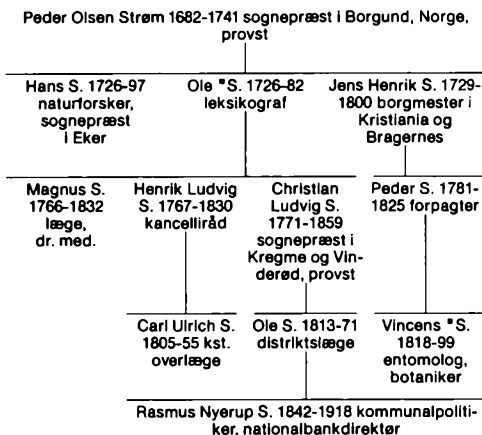 Peder Olsen Strøm 1682-1741 sognepræst i Borgund, Norge,
provst
Hans S. 1726-97
naturforsker,
sognepræst
i Eker
Ole *S. 1726-82
leksikograf
Jens Henrik S. 1729-
1800 borgmester i
Kristiania og
Bragernes
Magnus S.
1766-1832
læge,
dr. med.
Henrik Ludvig
S. 1767-1830
kancelliråd
Christian
Ludvig S.
1771-1859
sognepræst i
Kregme og Vin-
derød, provst
Peder S. 1781-
1825 forpagter
Carl Ulrich S.
1805-55 kst.
overlæge
Ole S. 1813-71
distriktslæge
Vincens *S.
1818-99
entomolog,
botaniker
Rasmus Nyerup S. 1842-1918 kommunalpoliti-
ker, nationalbankdirektør